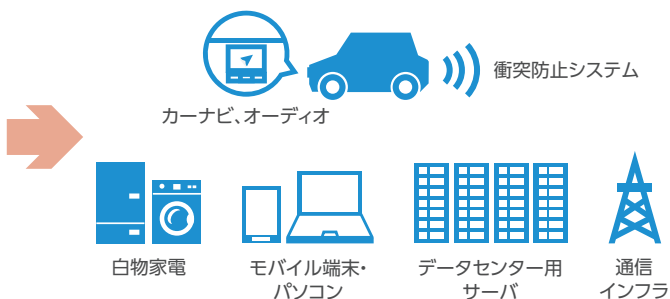 衝突防止システム
カーナビ、オーディオ
白物家電
モバイル端末・
パソコン
データセンター用
サーバ
通信
インフラ